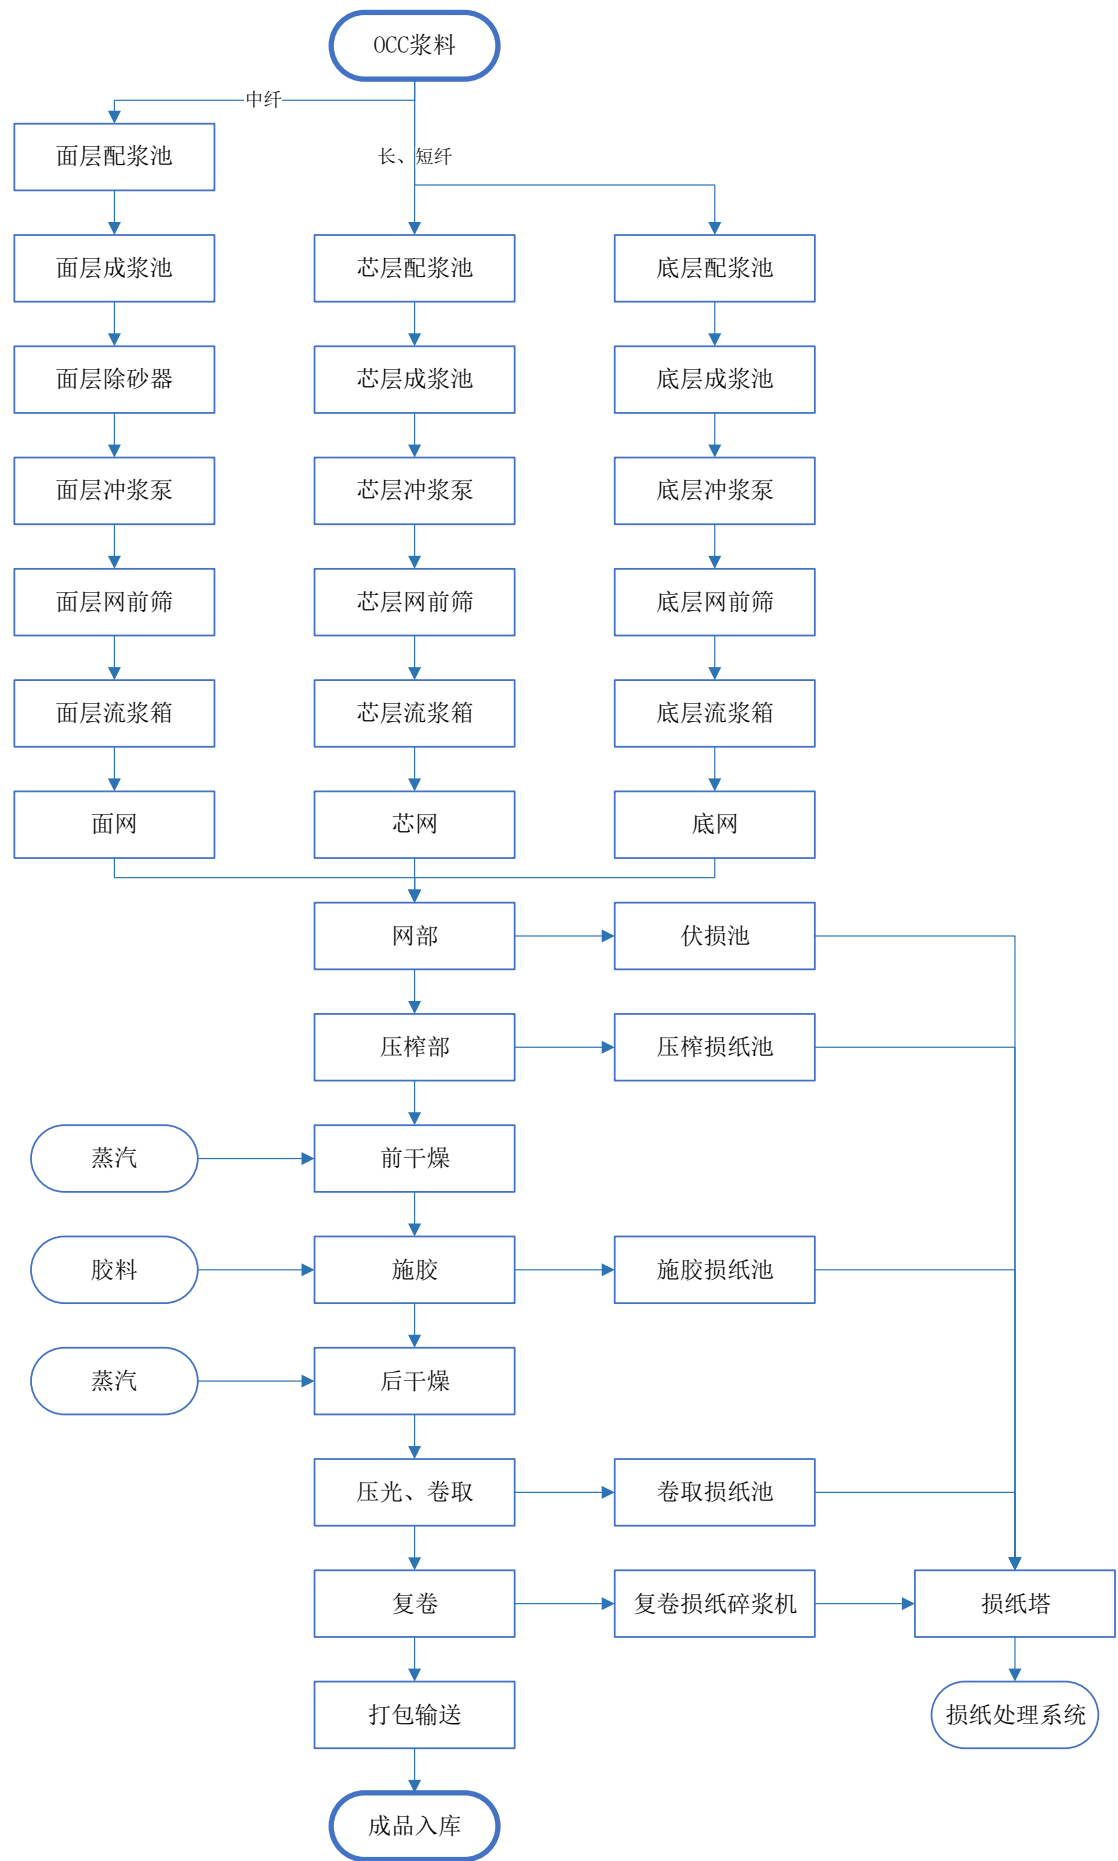 OCC浆料
中纤
长、短纤
面层配浆池
面层成浆池
芯层配浆池
底层配浆池
面层除砂器
芯层成浆池
底层成浆池
面层冲浆泵
芯层冲浆泵
底层冲浆泵
面层网前筛
芯层网前筛
底层网前筛
面层流浆箱
芯层流浆箱
底层流浆箱
面网
芯网
底网
网部
伏损池
压榨部
压榨损纸池
蒸汽
前干燥
胶料
施胶
施胶损纸池
蒸汽
后干燥
压光、卷取
卷取损纸池
复卷
复卷损纸碎浆机
损纸塔
打包输送
损纸处理系统
成品入库